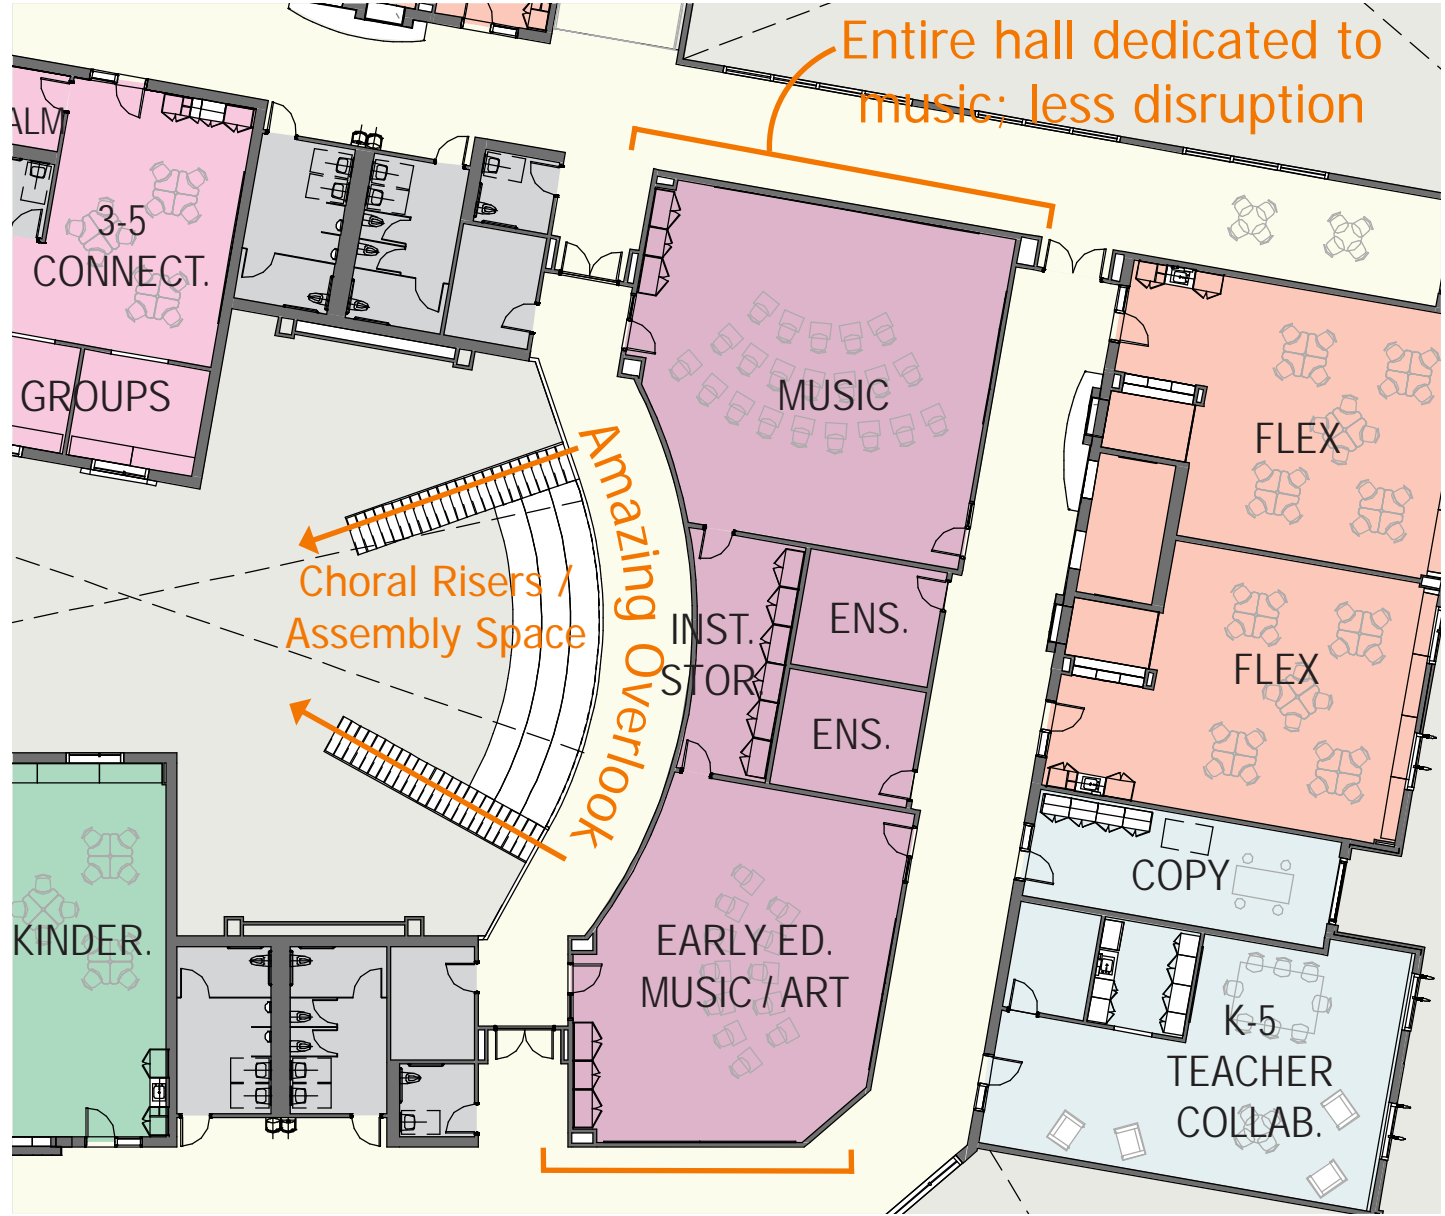 Entire hall dedicated to
music; less disruption
ALM
3-5
CONNECT.
GROUPS
MUSIC
FLEX
Amazing Overlook
Choral Risers /
Assembly Space
INST.
STOR.
ENS.
FLEX
ENS.
COPY
KINDER.
EARLY ED.
MUSIC / ART
K-5
TEACHER
COLLAB.